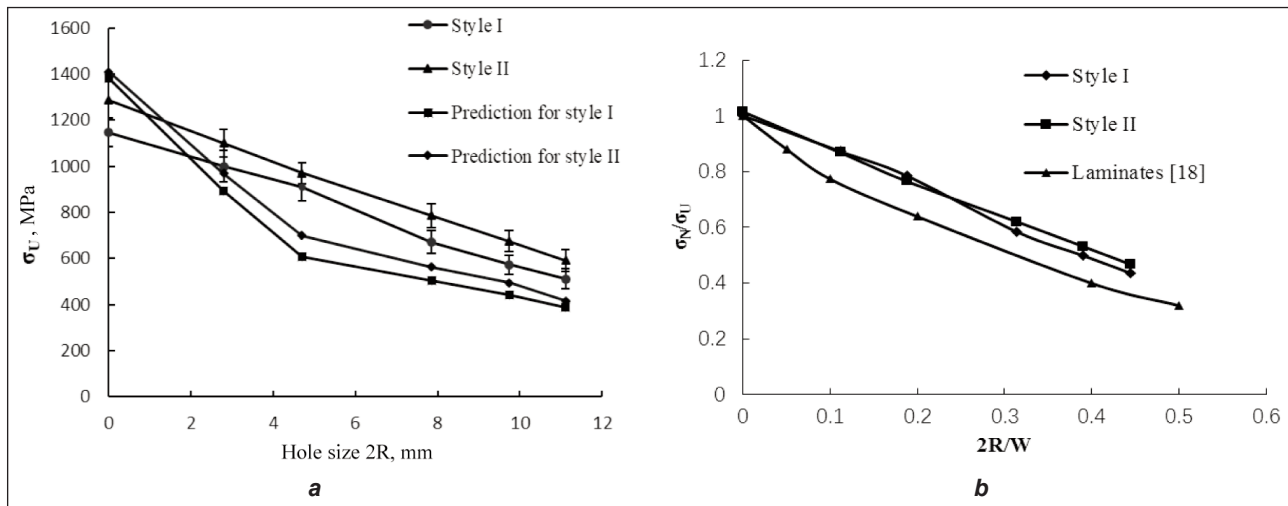 1600
1400
1200
1000
800
600
400
200
0
σU, MPa
0 2 4 6 8 10 12
Hole size 2R, mm
Style I
Style II
Prediction for style I
Prediction for style II
a
1.2
1
0.8
0.6
0.4
0.2
0
σN/σU
0 0.1 0.2 0.3 0.4 0.5 0.6
2R/W
Style I
Style II
Laminates [18]
b